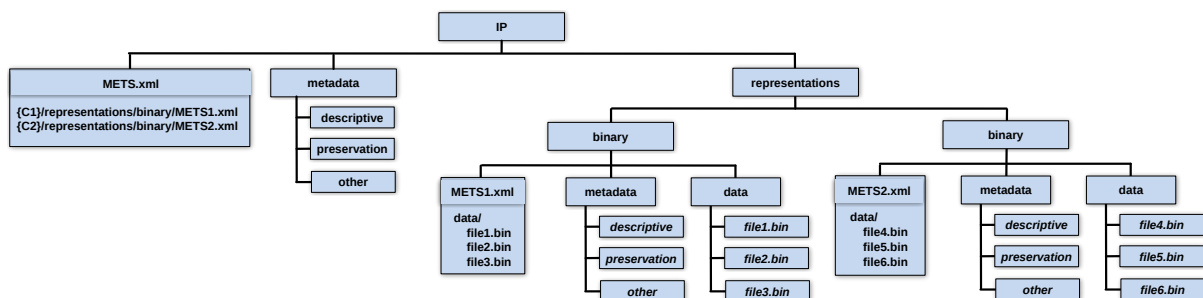 IP
METS.xml
{C1}/representations/binary/METS1.xml
{C2}/representations/binary/METS2.xml
metadata
descriptive
preservation
other
representations
binary
METS1.xml
data/
file1.bin
file2.bin
file3.bin
metadata
descriptive
preservation
other
data
file1.bin
file2.bin
file3.bin
binary
METS2.xml
data/
file4.bin
file5.bin
file6.bin
metadata
descriptive
preservation
other
data
file4.bin
file5.bin
file6.bin